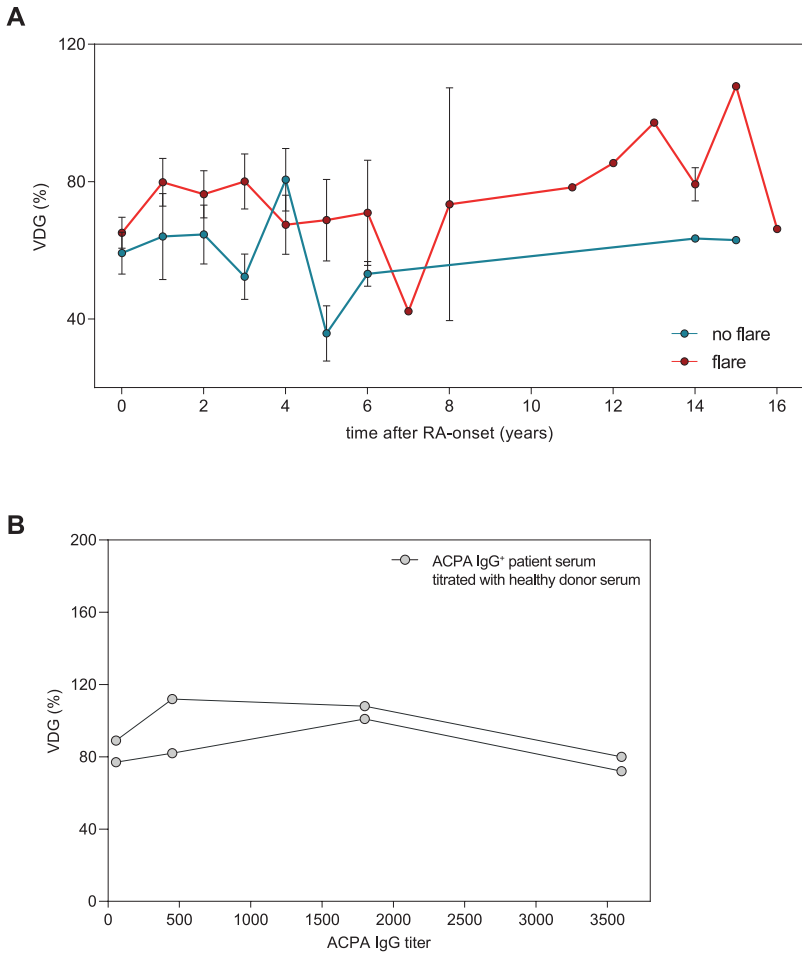 A
120
80
40
VDG (%)
no flare
flare
0 2 4 6 8 10 12 14 16
time after RA-onset (years)
B
200
160
120
80
40
0
VDG (%)
ACPA IgG⁺ patient serum
titrated with healthy donor serum
0 500 1000 1500 2000 2500 3000 3500
ACPA IgG titer